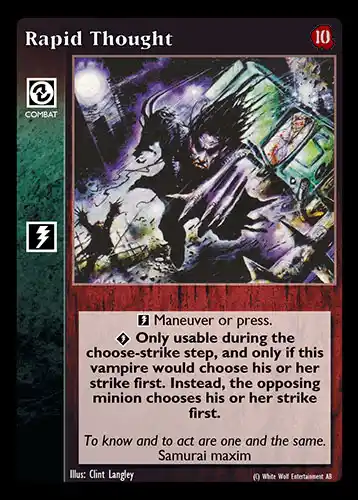 Rapid Thought
10
COMBAT
Maneuver or press.
Only usable during the
choose-strike step, and only if this
vampire would choose his or her
strike first. Instead, the opposing
minion chooses his or her strike
first.
To know and to act are one and the same.
Samurai maxim
Illus: Clint Langley
(C) White Wolf Entertainment AB